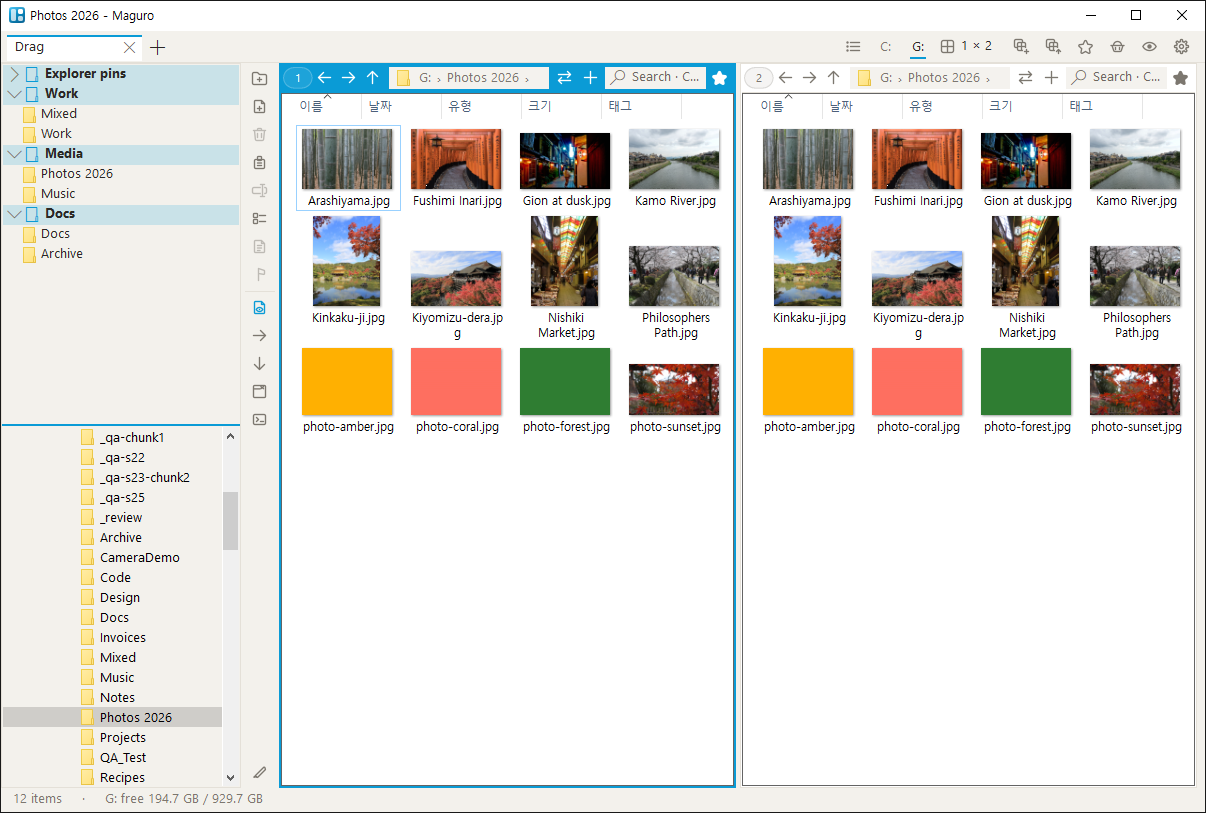 Photos 2026 - Maguro
Drag
C:
G:
1 × 2
Explorer pins
Work
Mixed
Work
Media
Photos 2026
Music
Docs
Docs
Archive
_qa-chunk1
_qa-s22
_qa-s23-chunk2
_qa-s25
_review
Archive
CameraDemo
Code
Design
Docs
Invoices
Mixed
Music
Notes
Photos 2026
Projects
QA_Test
Recipes
1
G: › Photos 2026 ›
Search · C...
이름 날짜 유형 크기 태그
Arashiyama.jpg
Fushimi Inari.jpg
Gion at dusk.jpg
Kamo River.jpg
Kinkaku-ji.jpg
Kiyomizu-dera.jp
g
Nishiki
Market.jpg
Philosophers
Path.jpg
photo-amber.jpg
photo-coral.jpg
photo-forest.jpg
photo-sunset.jpg
2
G: › Photos 2026 ›
Search · C...
이름 날짜 유형 크기 태그
Arashiyama.jpg
Fushimi Inari.jpg
Gion at dusk.jpg
Kamo River.jpg
Kinkaku-ji.jpg
Kiyomizu-dera.jp
g
Nishiki
Market.jpg
Philosophers
Path.jpg
photo-amber.jpg
photo-coral.jpg
photo-forest.jpg
photo-sunset.jpg
12 items · G: free 194.7 GB / 929.7 GB